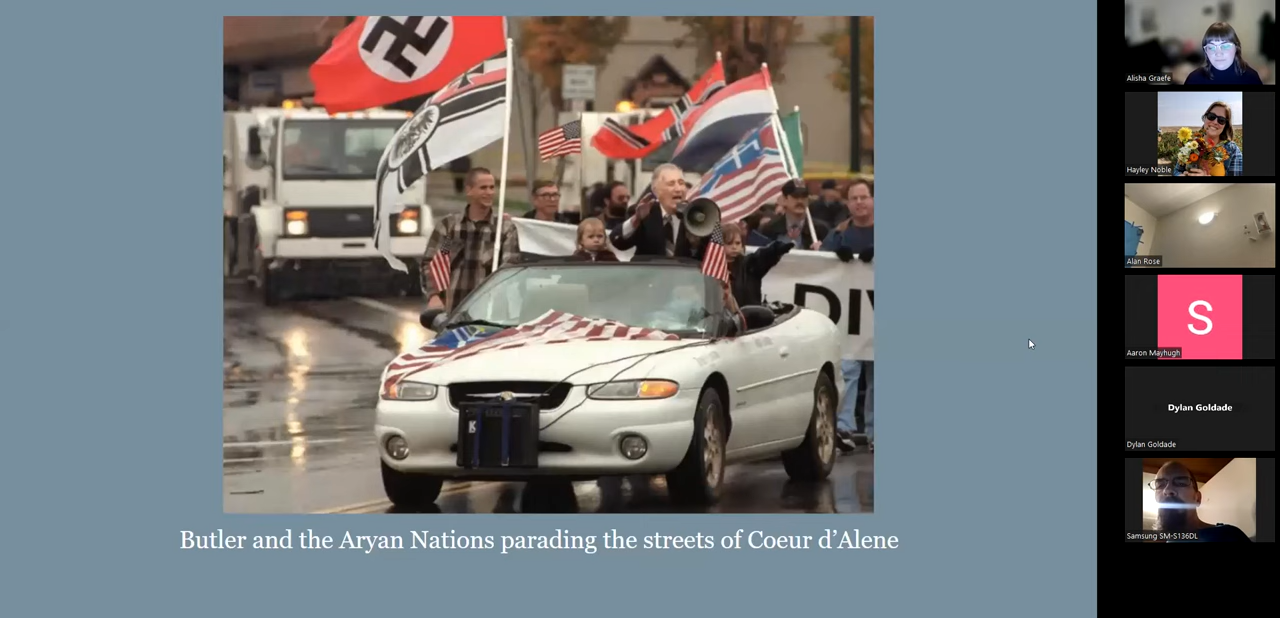 DIV
K
Butler and the Aryan Nations parading the streets of Coeur d’Alene
Alisha Graefe
Hayley Noble
Alan Rose
S
Aaron Mayhugh
Dylan Goldade
Dylan Goldade
Samsung SM-S136DL